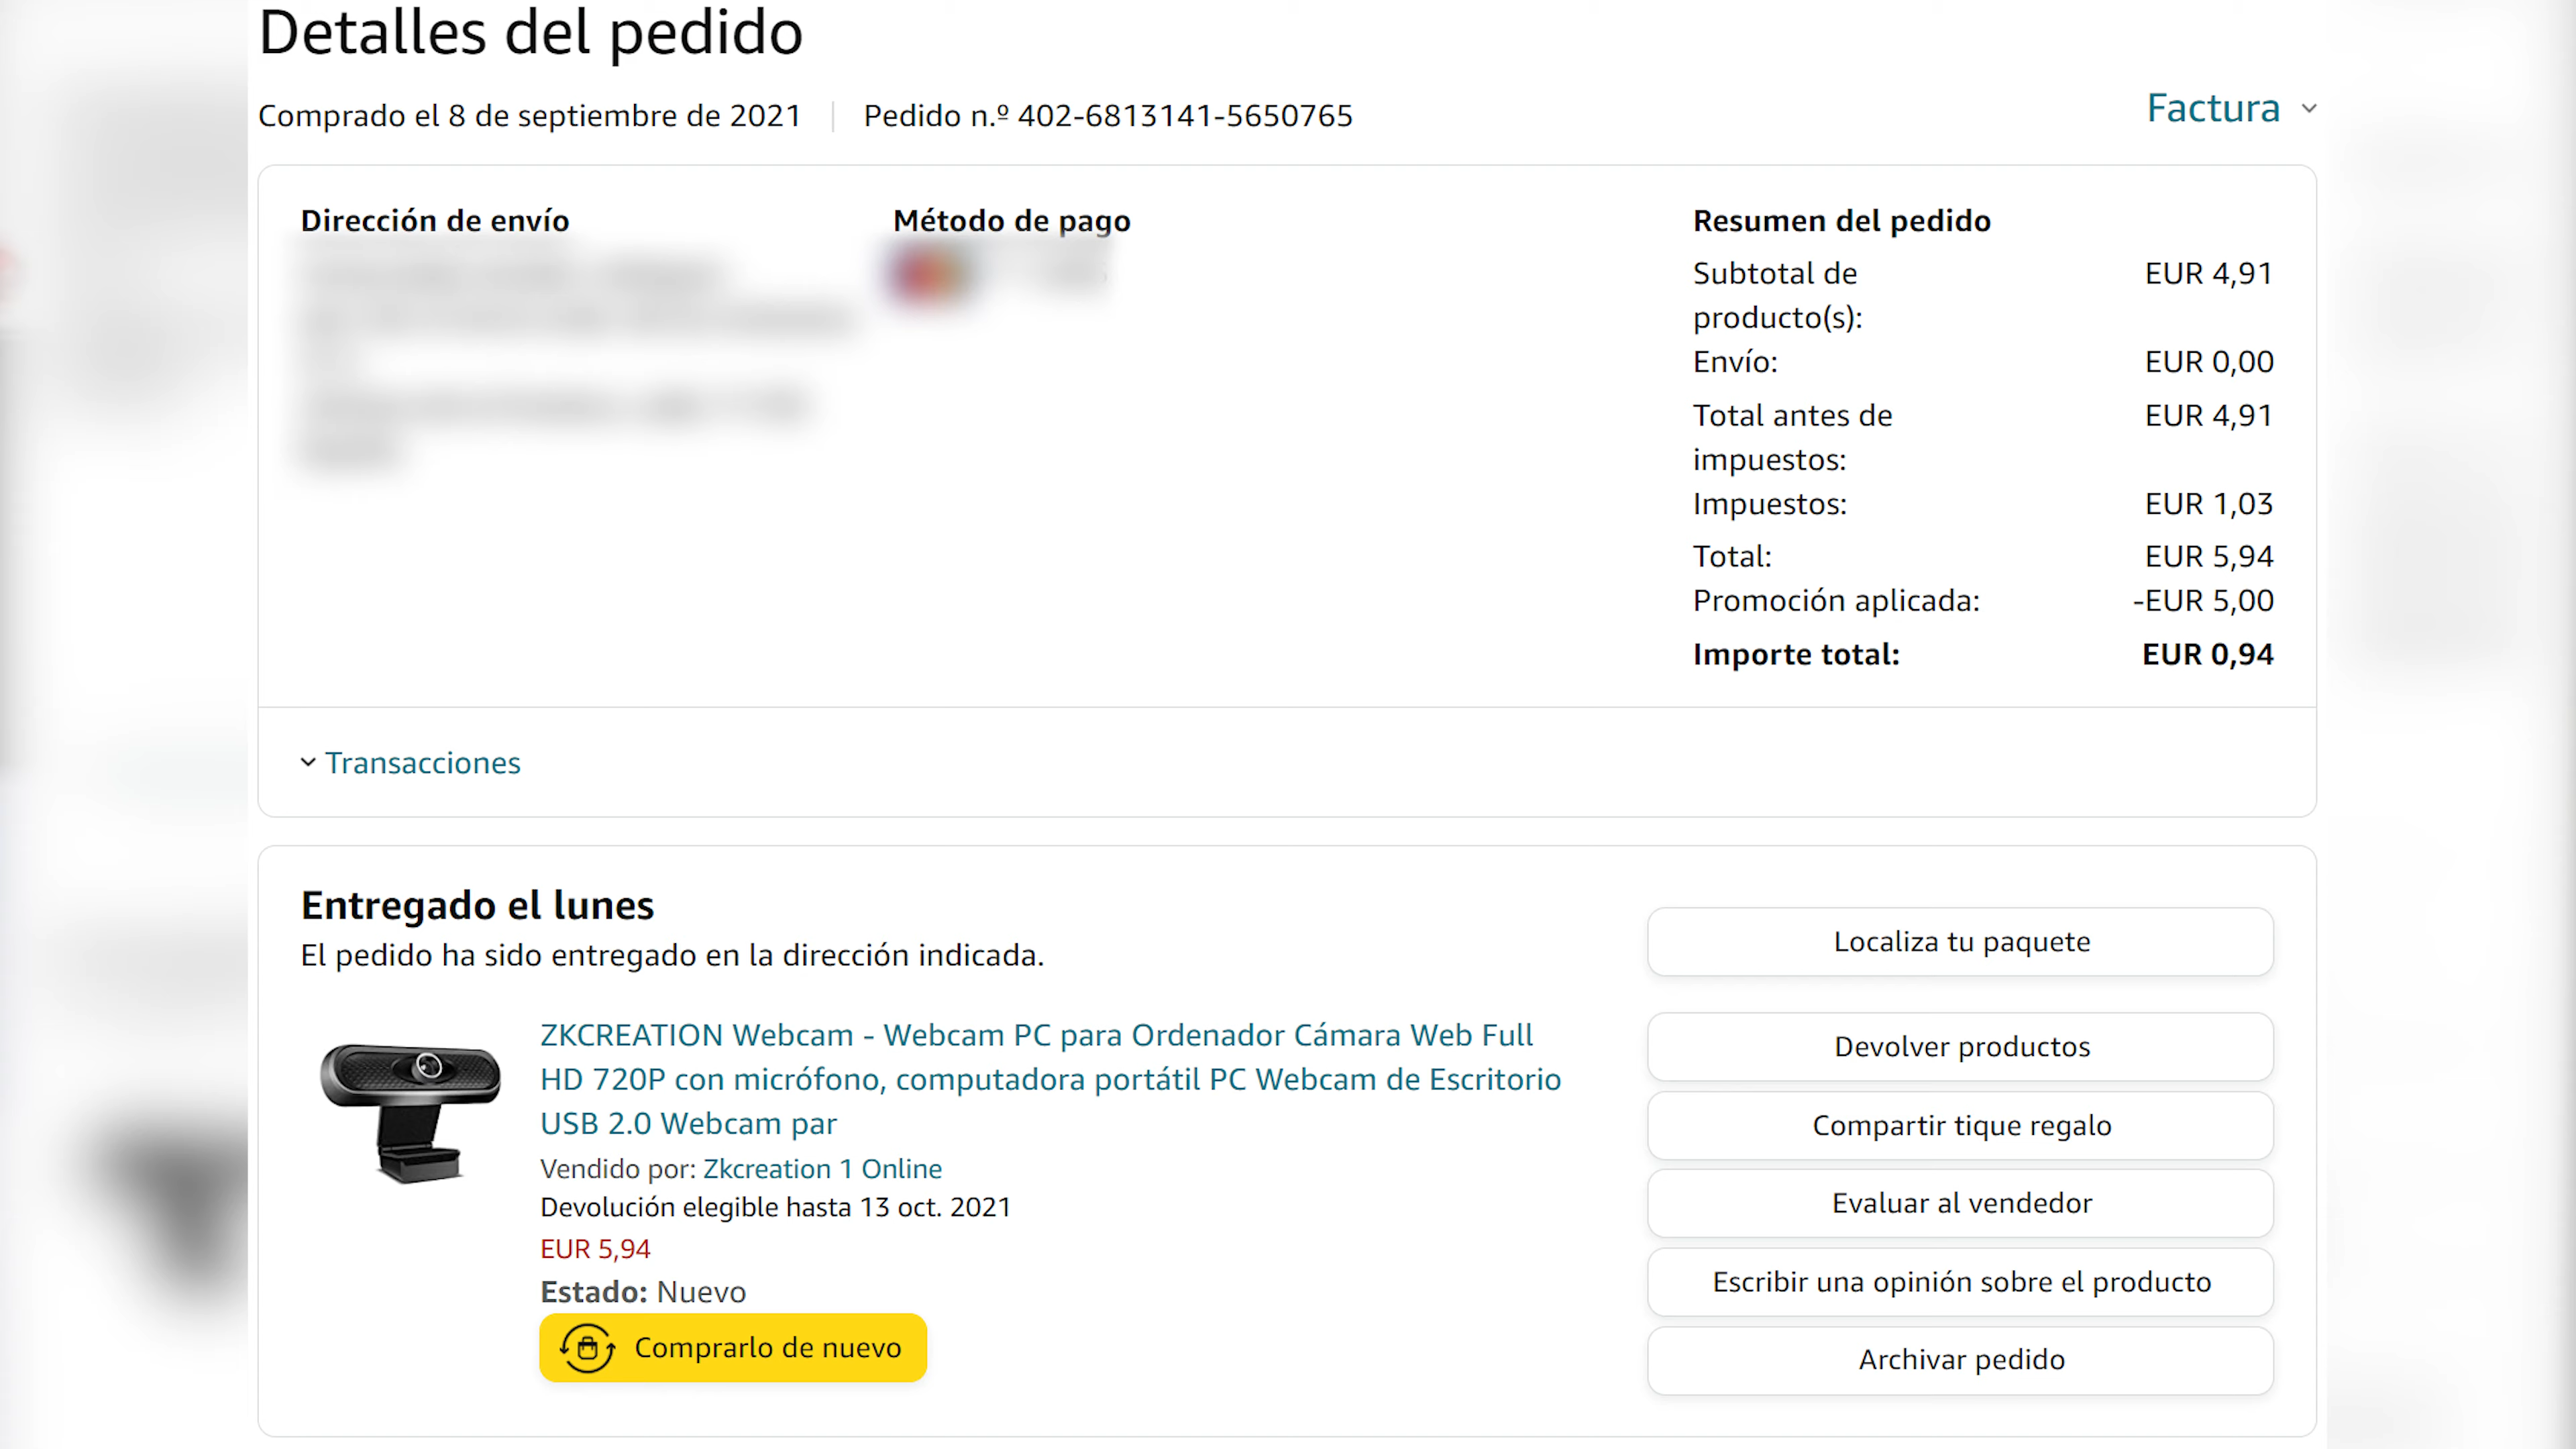 Detalles del pedido
Comprado el 8 de septiembre de 2021
Pedido n.º 402-6813141-5650765
Factura
Dirección de envío
Método de pago
Resumen del pedido
Subtotal de
producto(s):
EUR 4,91
Envío:
EUR 0,00
Total antes de
impuestos:
EUR 4,91
Impuestos:
EUR 1,03
Total:
EUR 5,94
Promoción aplicada:
-EUR 5,00
Importe total:
EUR 0,94
Transacciones
Entregado el lunes
El pedido ha sido entregado en la dirección indicada.
ZKCREATION Webcam - Webcam PC para Ordenador Cámara Web Full
HD 720P con micrófono, computadora portátil PC Webcam de Escritorio
USB 2.0 Webcam par
Vendido por: Zkcreation 1 Online
Devolución elegible hasta 13 oct. 2021
EUR 5,94
Estado: Nuevo
Comprarlo de nuevo
Localiza tu paquete
Devolver productos
Compartir tique regalo
Evaluar al vendedor
Escribir una opinión sobre el producto
Archivar pedido